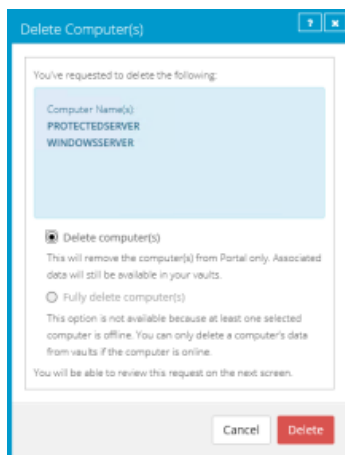 Delete Computer(s)
? x
You've requested to delete the following:
Computer Name(s)
PROTECTEDSERVER
WINDOWSSERVER
Delete computer(s)
This will remove the computer(s) from Portal only. Associated
data will still be available in your vaults.
Fully delete computer(s)
This option is not available because at least one selected
computer is offline. You can only delete a computer's data
from vaults if the computer is online.
You will be able to review this request on the next screen.
Cancel Delete